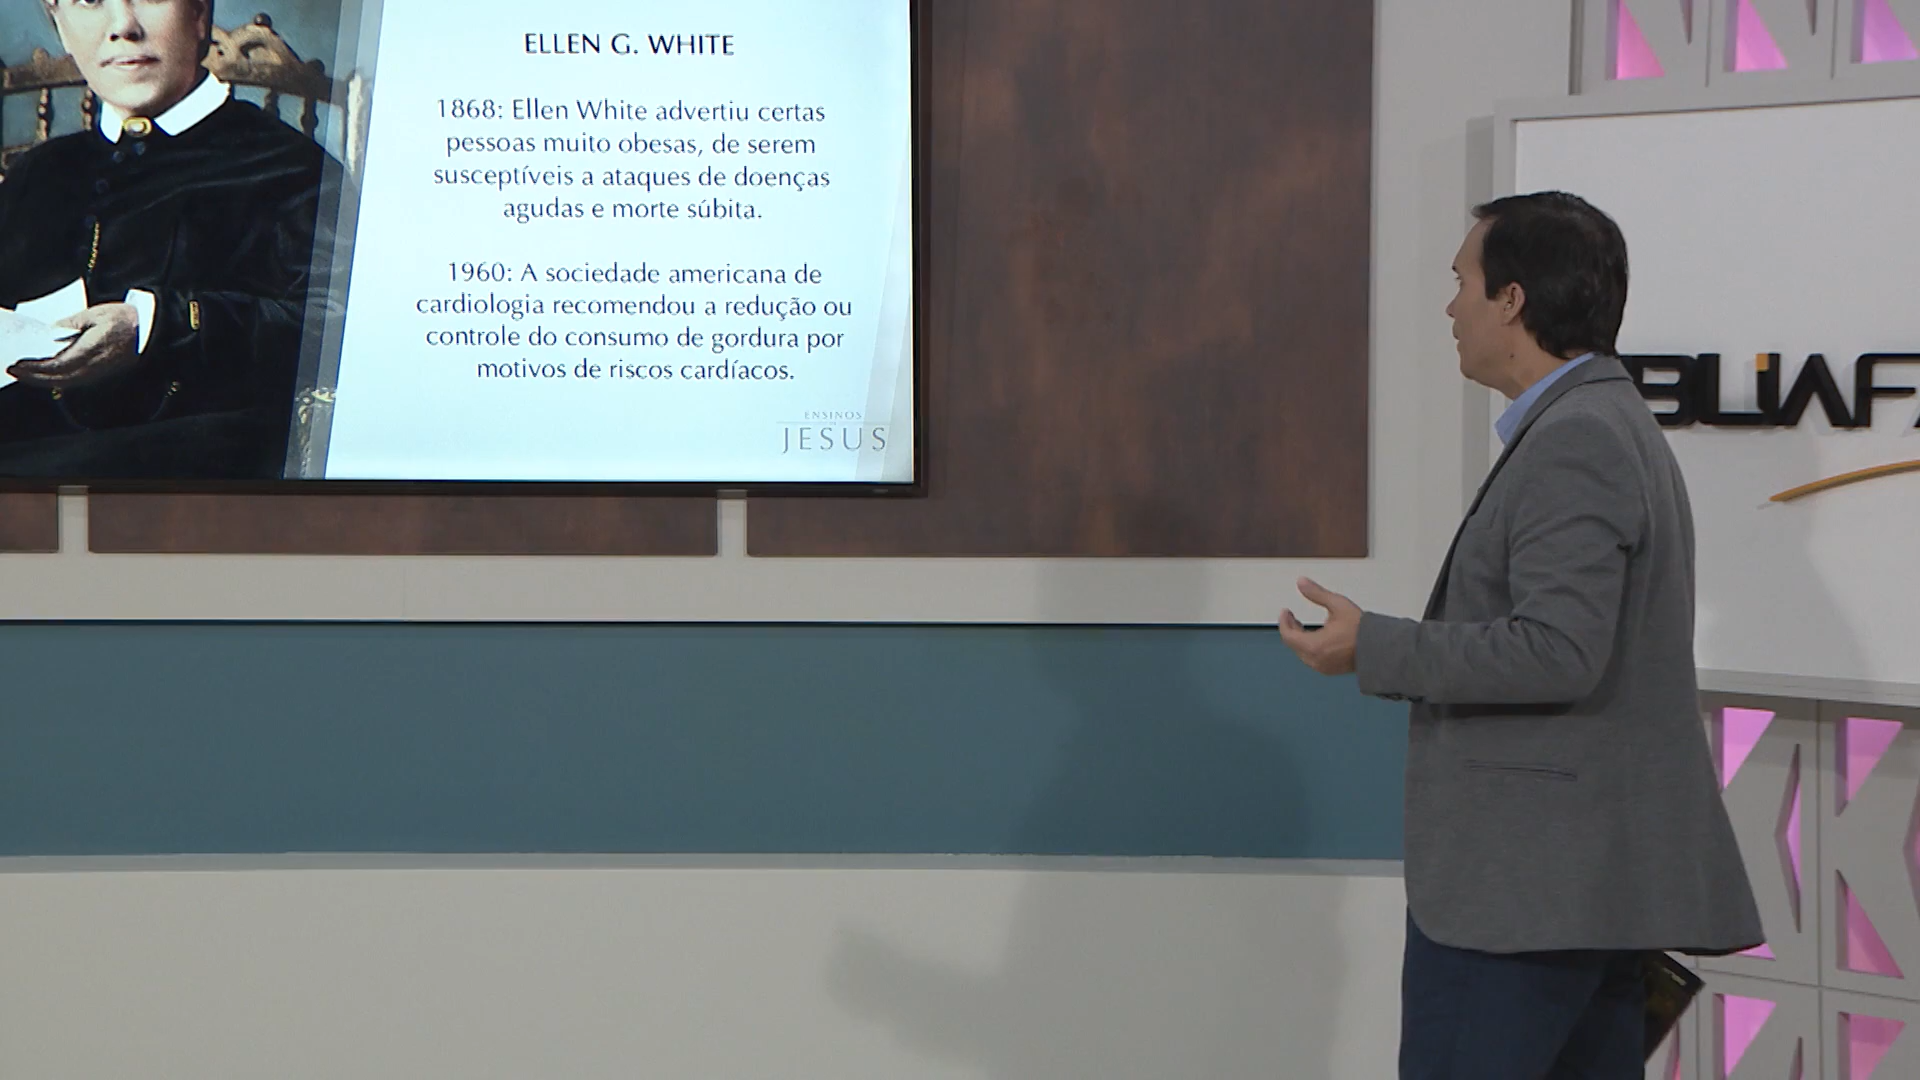 ELLEN G. WHITE
1868: Ellen White advertiu certas
pessoas muito obesas, de serem
susceptíveis a ataques de doenças
agudas e morte súbita.
1960: A sociedade americana de
cardiologia recomendou a redução ou
controle do consumo de gordura por
motivos de riscos cardíacos.
ENSINOS
JESUS